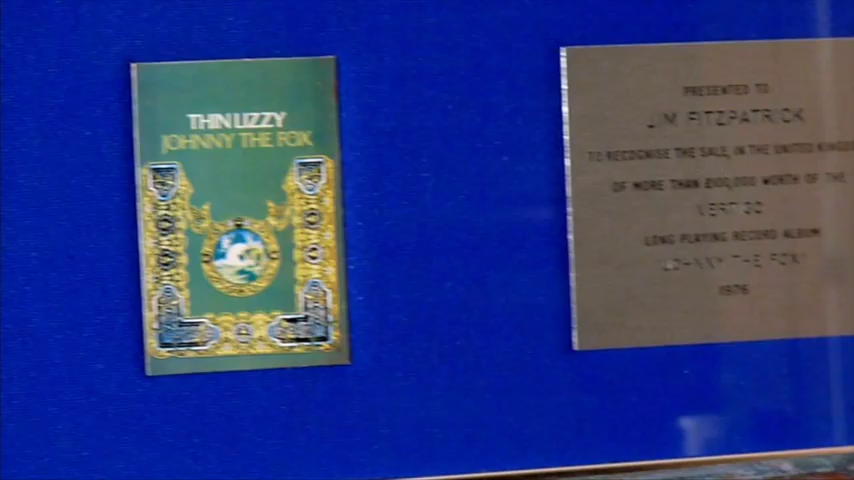 THIN LIZZY
JOHNNY THE FOX
PRESENTED TO
JIM FITZPATRICK
TO RECOGNISE THE SALE, IN THE UNITED
OF MORE THAN £100,000 WORTH OF THE
VERTIGO
LONG PLAYING RECORD ALBUM
"JOHNNY THE FOX"
1976